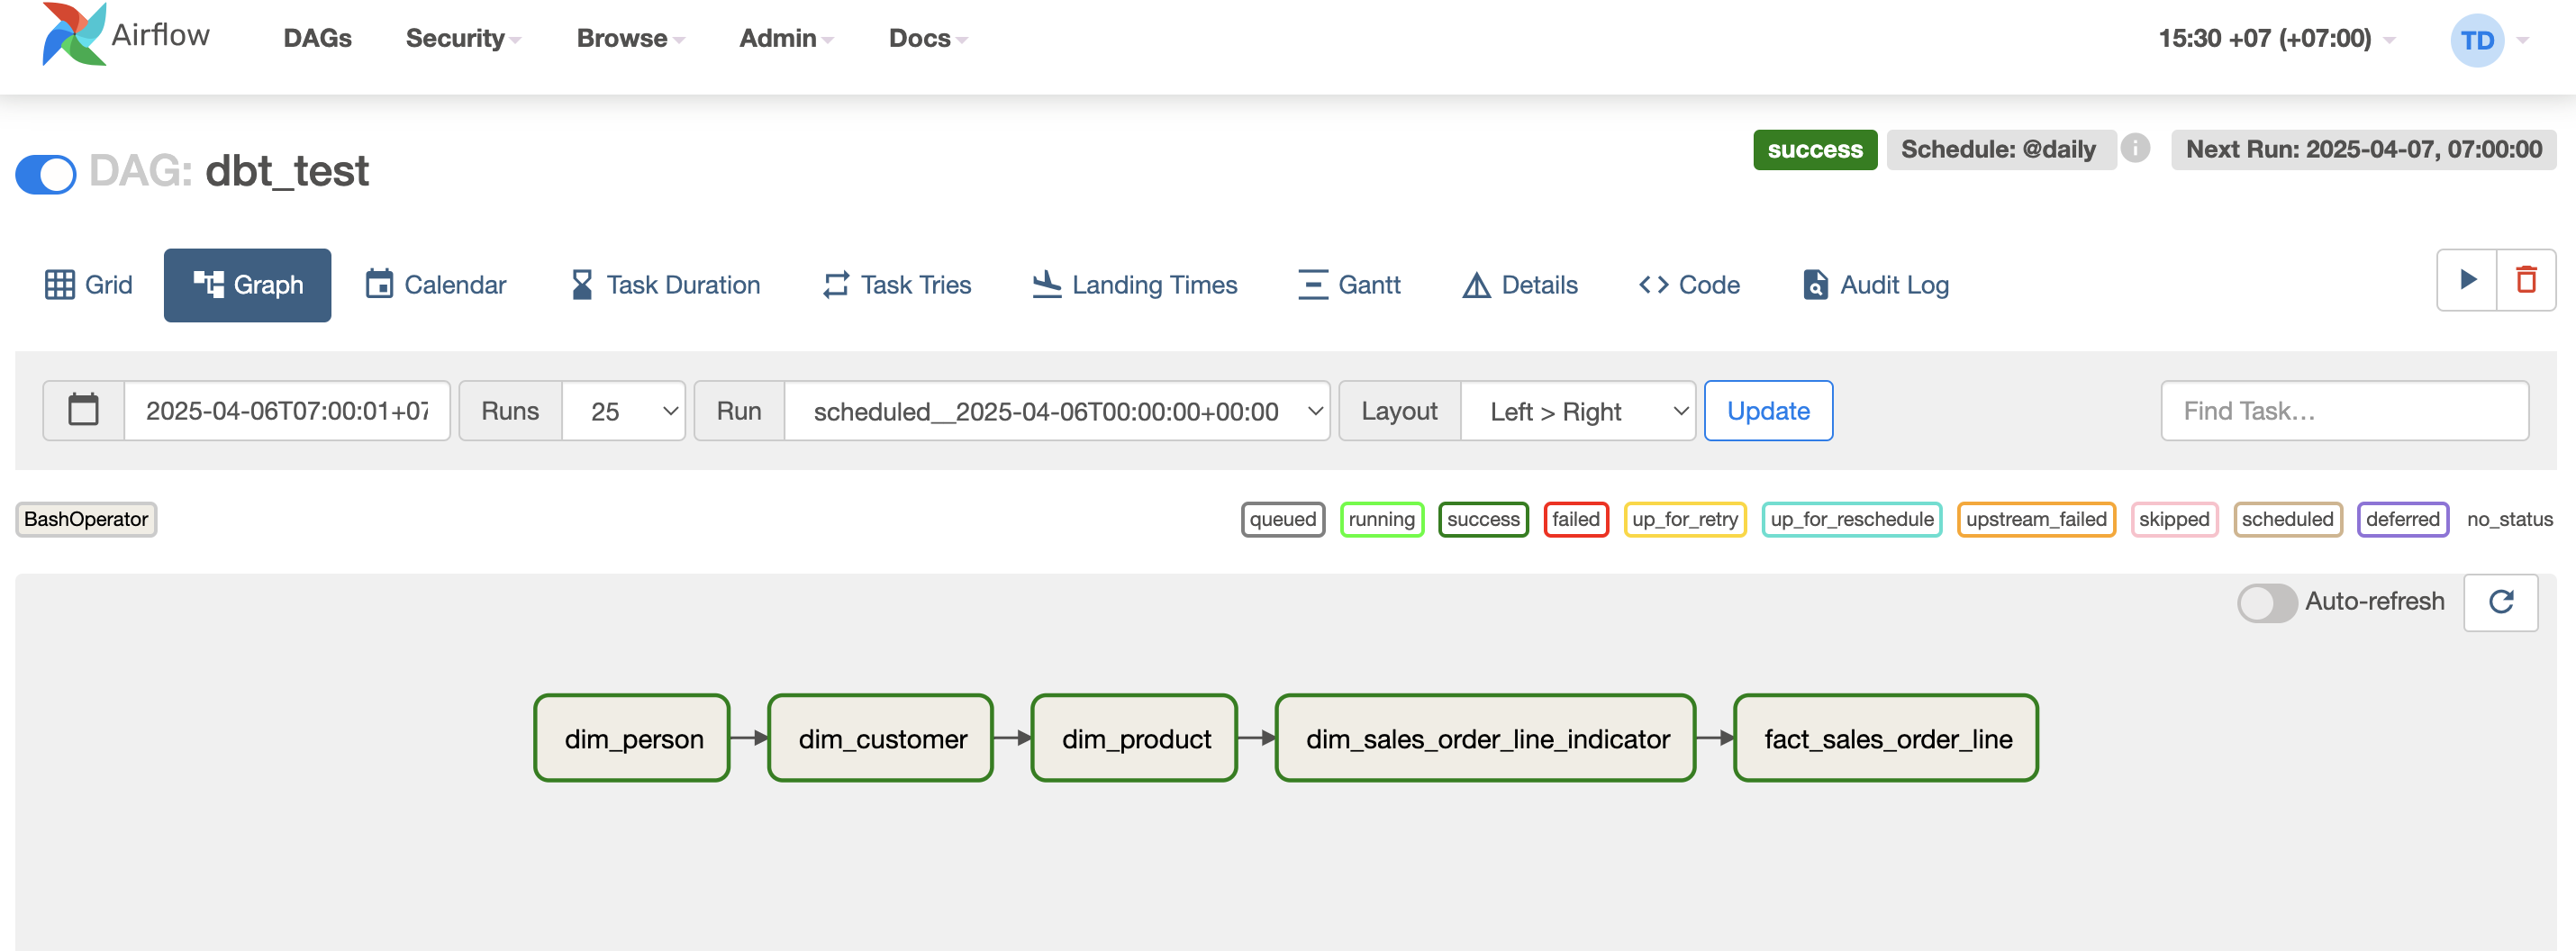 Airflow DAGs Security Browse Admin Docs 15:30 +07 (+07:00) TD
success Schedule: @daily Next Run: 2025-04-07, 07:00:00
DAG: dbt_test
Grid Graph Calendar Task Duration Task Tries Landing Times Gantt Details Code Audit Log
2025-04-06T07:00:01+07 Runs 25 Run scheduled__2025-04-06T00:00:00+00:00 Layout Left > Right Update Find Task...
BashOperator queued running success failed up_for_retry up_for_reschedule upstream_failed skipped scheduled deferred no_status
Auto-refresh
dim_person dim_customer dim_product dim_sales_order_line_indicator fact_sales_order_line